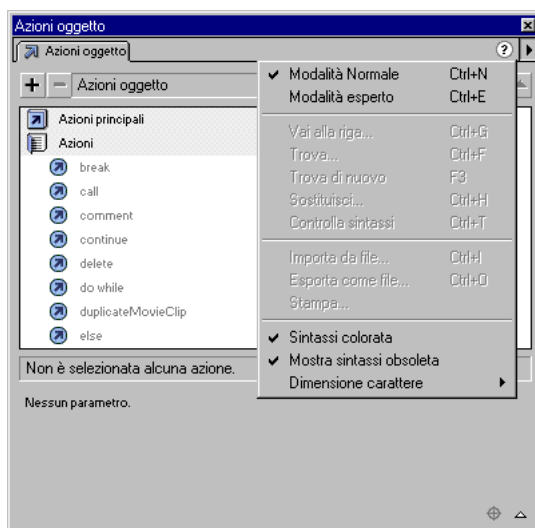 Azioni oggetto
Azioni oggetto
?
+ − Azioni oggetto
Azioni principali
Azioni
break
call
comment
continue
delete
do while
duplicateMovieClip
else
Modalità Normale Ctrl+N
Modalità esperto Ctrl+E
Vai alla riga... Ctrl+G
Trova... Ctrl+F
Trova di nuovo F3
Sostituisci... Ctrl+H
Controlla sintassi Ctrl+T
Importa da file... Ctrl+I
Esporta come file... Ctrl+O
Stampa...
Sintassi colorata
Mostra sintassi obsoleta
Dimensione carattere
Non è selezionata alcuna azione.
Nessun parametro.